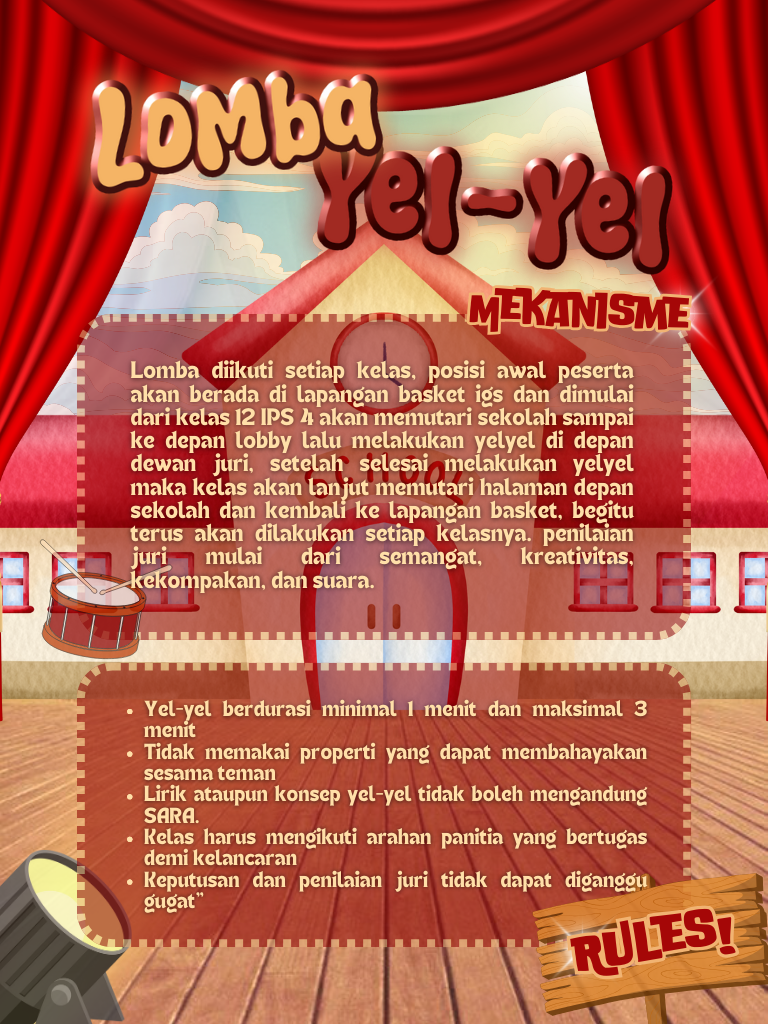 Lomba
Yel-Yel
MEKANISME
Lomba diikuti setiap kelas, posisi awal peserta
akan berada di lapangan basket igs dan dimulai
dari kelas 12 IPS 4 akan memutari sekolah sampai
ke depan lobby lalu melakukan yelyel di depan
dewan juri, setelah selesai melakukan yelyel
maka kelas akan lanjut memutari halaman depan
sekolah dan kembali ke lapangan basket, begitu
terus akan dilakukan setiap kelasnya. penilaian
juri mulai dari semangat, kreativitas,
kekompakan, dan suara.
SCHOOL
• Yel-yel berdurasi minimal 1 menit dan maksimal 3
menit
• Tidak memakai properti yang dapat membahayakan
sesama teman
• Lirik ataupun konsep yel-yel tidak boleh mengandung
SARA.
• Kelas harus mengikuti arahan panitia yang bertugas
demi kelancaran
• Keputusan dan penilaian juri tidak dapat diganggu
gugat"
RULES!